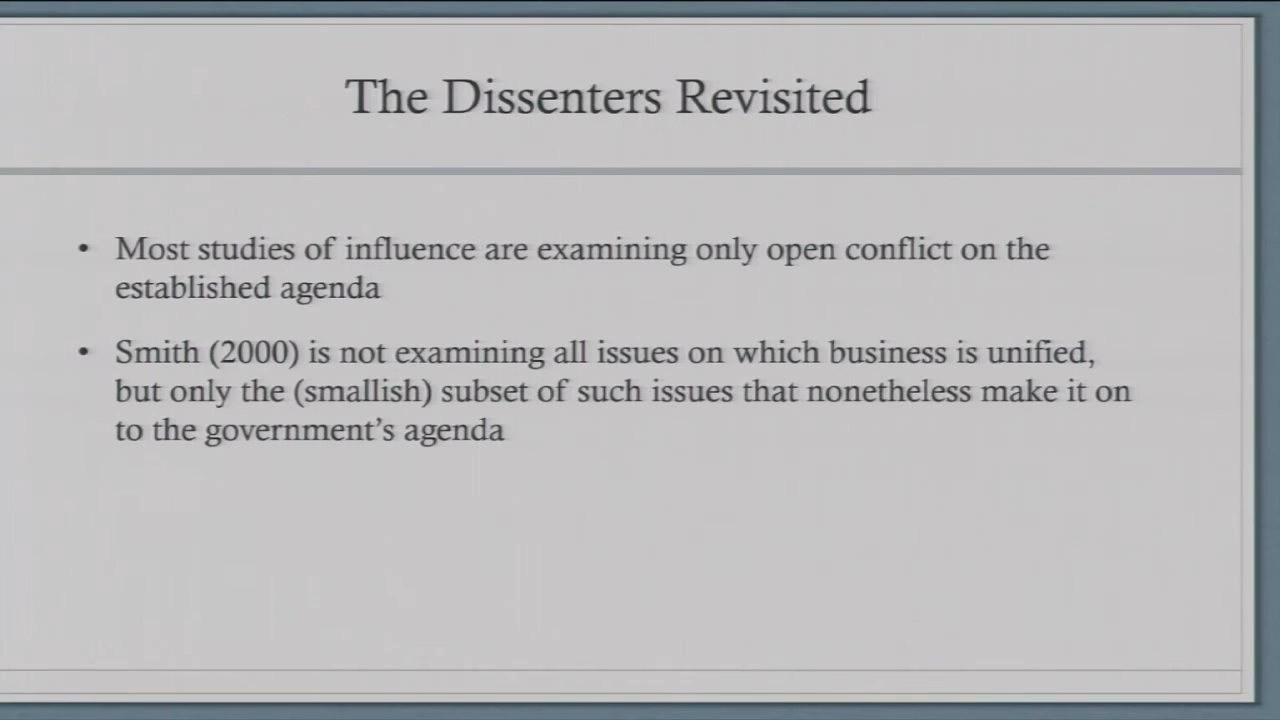 The Dissenters Revisited
• Most studies of influence are examining only open conflict on the
established agenda
• Smith (2000) is not examining all issues on which business is unified,
but only the (smallish) subset of such issues that nonetheless make it on
to the government’s agenda